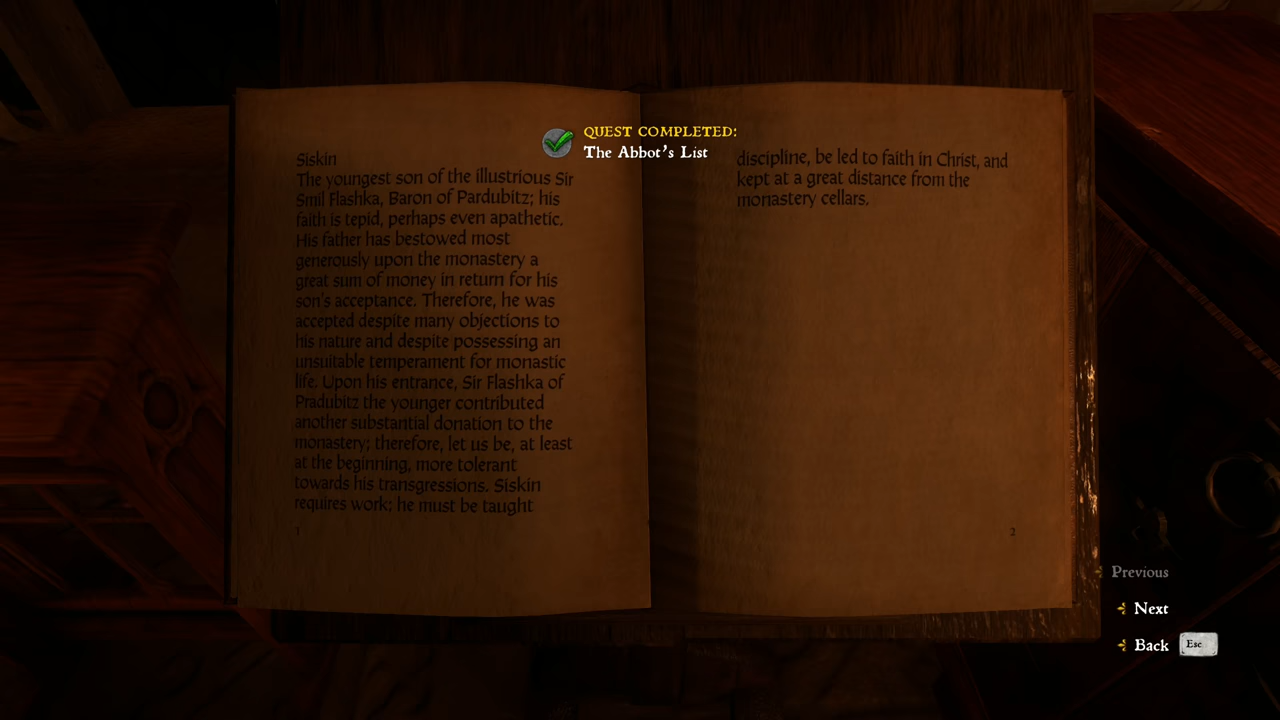 QUEST COMPLETED:
The Abbot's List
Siskin
The youngest son of the illustrious Sir
Smil Flashka, Baron of Pardubitz; his
faith is tepid, perhaps even apathetic.
His father has bestowed most
generously upon the monastery a
great sum of money in return for his
son's acceptance. Therefore, he was
accepted despite many objections to
his nature and despite possessing an
unsuitable temperament for monastic
life. Upon his entrance, Sir Flashka of
Pradubitz the younger contributed
another substantial donation to the
monastery; therefore, let us be, at least
at the beginning, more tolerant
towards his transgressions. Siskin
requires work; he must be taught
1
discipline, be led to faith in Christ, and
kept at a great distance from the
monastery cellars.
2
Previous
Next
Back Esc